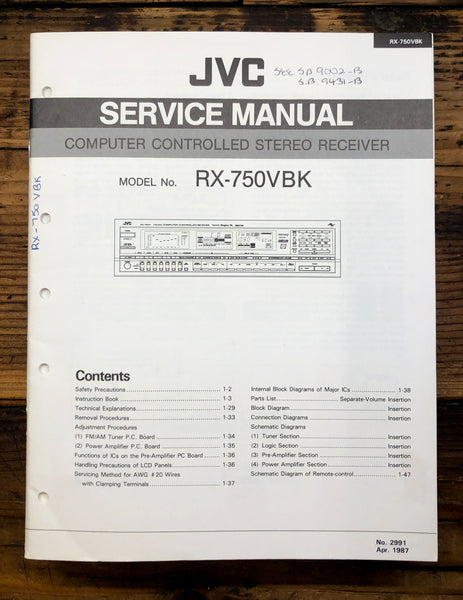 RX-750VBK
JVC
SEE S.B. 9002-B
S.B. 9431-B
SERVICE MANUAL
COMPUTER CONTROLLED STEREO RECEIVER
MODEL No. RX-750VBK
RX-750 VBK
JVC
Contents
Safety Precautions 1-2
Instruction Book 1-3
Technical Explanations 1-29
Removal Procedures 1-33
Adjustment Procedures
(1) FM/AM Tuner P.C. Board 1-34
(2) Power Amplifier P.C. Board 1-35
Functions of ICs on the Pre-Amplifier PC Board 1-36
Handling Precautions of LCD Panels 1-36
Servicing Method for AWG #20 Wires
with Clamping Terminals 1-37
Internal Block Diagrams of Major ICs 1-38
Parts List Separate-Volume Insertion
Block Diagram Insertion
Connection Diagrams Insertion
Schematic Diagrams
(1) Tuner Section Insertion
(2) Logic Section Insertion
(3) Pre-Amplifier Section Insertion
(4) Power Amplifier Section Insertion
Schematic Diagram of Remote-control 1-47
No. 2991
Apr. 1987